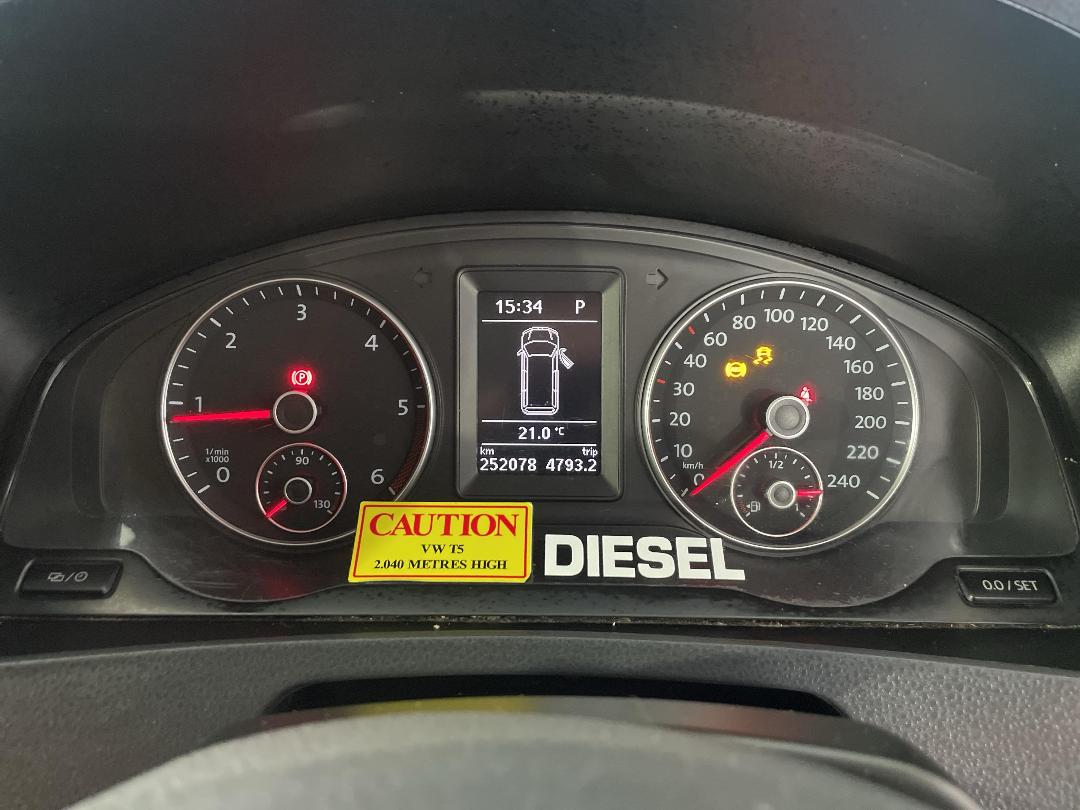 15:34 P
21.0 °C
km trip
252078 4793.2
0 1 2 3 4 5 6
1/min
x1000
(P)
90
130
0 10 20 30 40 60 80 100 120 140 160 180 200 220 240
km/h
1/2
1
CAUTION
VW T5
2.040 METRES HIGH
DIESEL
0.0 / SET